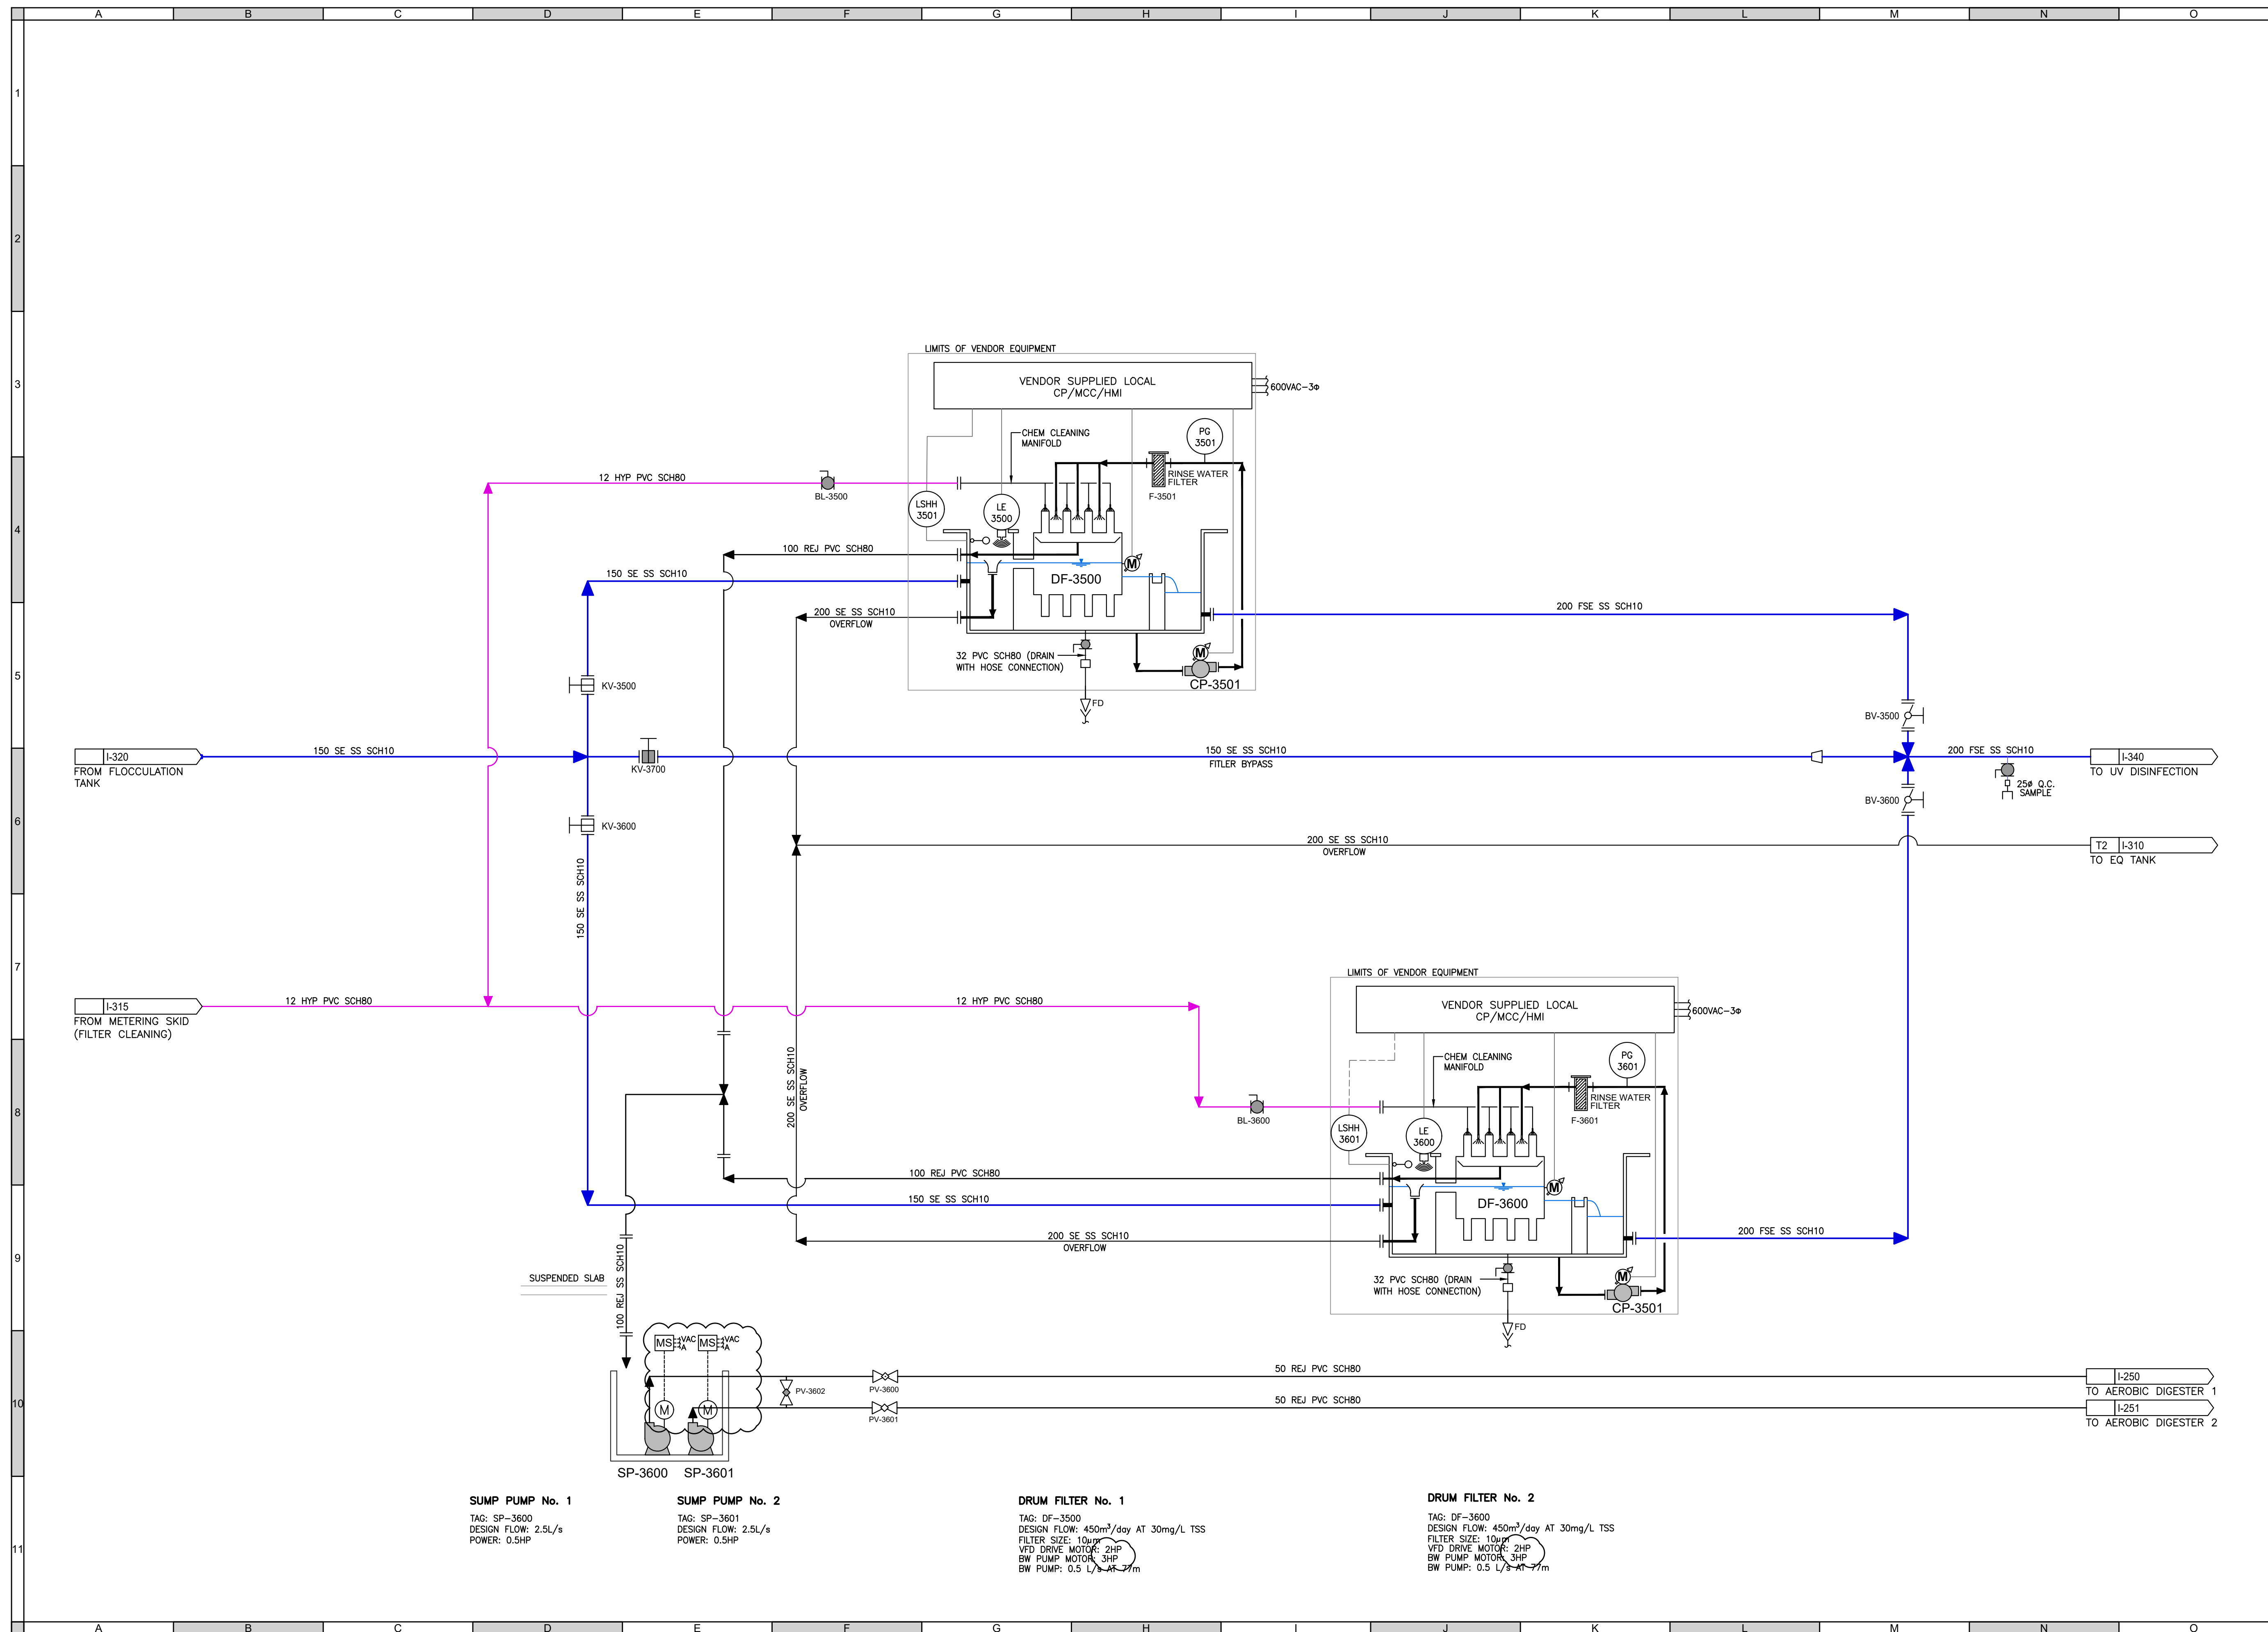 A B C D E F G H I J K L M N O
1
2
3
4
5
6
7
8
9
10
11
LIMITS OF VENDOR EQUIPMENT
VENDOR SUPPLIED LOCAL
CP/MCC/HMI
600VAC-3Φ
CHEM CLEANING
MANIFOLD
PG
3501
RINSE WATER
FILTER
F-3501
12 HYP PVC SCH80
BL-3500
LSHH
3501
LE
3500
100 REJ PVC SCH80
M
150 SE SS SCH10
DF-3500
200 SE SS SCH10
OVERFLOW
200 FSE SS SCH10
32 PVC SCH80 (DRAIN
WITH HOSE CONNECTION)
M
CP-3501
FD
KV-3500
BV-3500
I-320
FROM FLOCCULATION
TANK
150 SE SS SCH10
KV-3700
150 SE SS SCH10
FITLER BYPASS
200 FSE SS SCH10
I-340
TO UV DISINFECTION
25ø Q.C.
SAMPLE
BV-3600
KV-3600
150 SE SS SCH10
200 SE SS SCH10
OVERFLOW
T2 I-310
TO EQ TANK
I-315
FROM METERING SKID
(FILTER CLEANING)
12 HYP PVC SCH80
12 HYP PVC SCH80
LIMITS OF VENDOR EQUIPMENT
VENDOR SUPPLIED LOCAL
CP/MCC/HMI
600VAC-3Φ
200 SE SS SCH10
OVERFLOW
CHEM CLEANING
MANIFOLD
PG
3601
RINSE WATER
FILTER
F-3601
BL-3600
LSHH
3601
LE
3600
100 REJ PVC SCH80
M
150 SE SS SCH10
DF-3600
200 SE SS SCH10
OVERFLOW
200 FSE SS SCH10
32 PVC SCH80 (DRAIN
WITH HOSE CONNECTION)
M
CP-3501
FD
SUSPENDED SLAB
100 REJ SS SCH10
MS VAC MS VAC
A A
M M
PV-3602
PV-3600
PV-3601
50 REJ PVC SCH80
50 REJ PVC SCH80
I-250
TO AEROBIC DIGESTER 1
I-251
TO AEROBIC DIGESTER 2
SP-3600 SP-3601
SUMP PUMP No. 1
TAG: SP-3600
DESIGN FLOW: 2.5L/s
POWER: 0.5HP
SUMP PUMP No. 2
TAG: SP-3601
DESIGN FLOW: 2.5L/s
POWER: 0.5HP
DRUM FILTER No. 1
TAG: DF-3500
DESIGN FLOW: 450m³/day AT 30mg/L TSS
FILTER SIZE: 10µm
VFD DRIVE MOTOR: 2HP
BW PUMP MOTOR: 3HP
BW PUMP: 0.5 L/s AT 77m
DRUM FILTER No. 2
TAG: DF-3600
DESIGN FLOW: 450m³/day AT 30mg/L TSS
FILTER SIZE: 10µm
VFD DRIVE MOTOR: 2HP
BW PUMP MOTOR: 3HP
BW PUMP: 0.5 L/s AT 77m
A B C D E F G H I J K L M N O